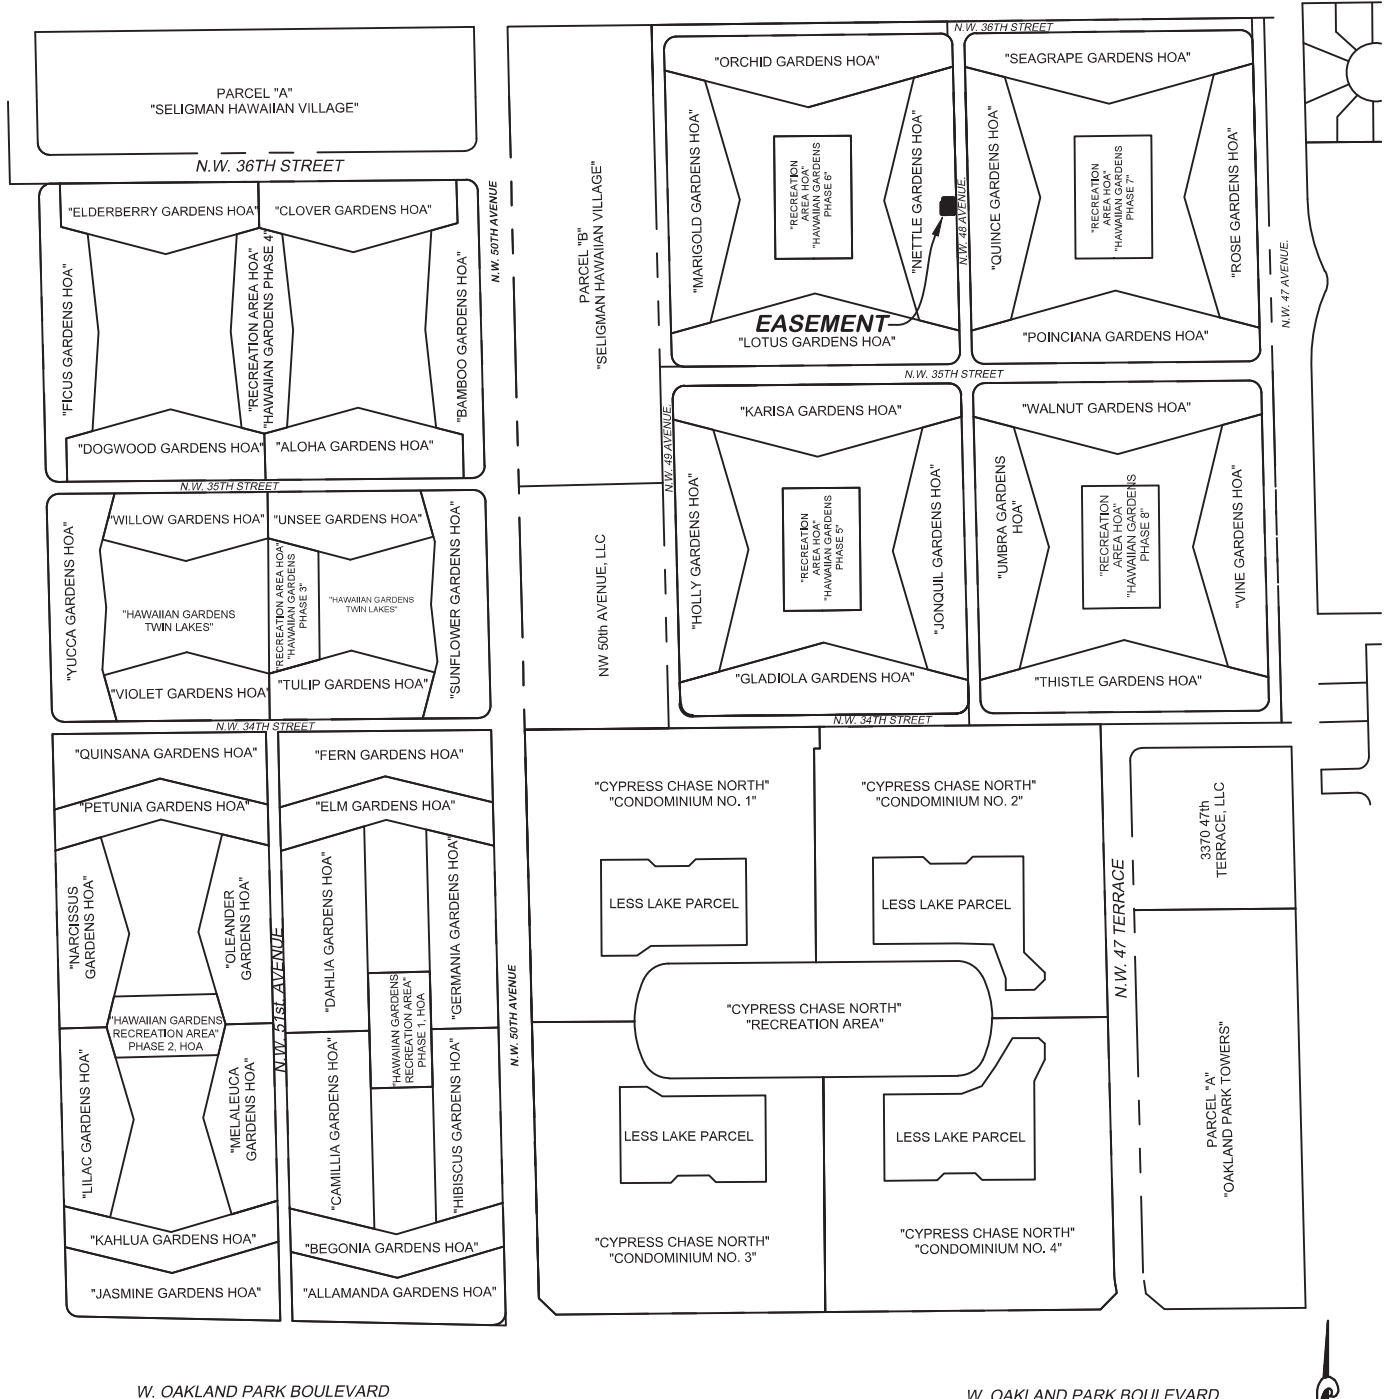 PARCEL "A"
"SELIGMAN HAWAIIAN VILLAGE"
N.W. 36TH STREET
"ELDERBERRY GARDENS HOA"
"CLOVER GARDENS HOA"
"FICUS GARDENS HOA"
"RECREATION AREA HOA"
"HAWAIIAN GARDENS PHASE 4"
"BAMBOO GARDENS HOA"
"DOGWOOD GARDENS HOA"
"ALOHA GARDENS HOA"
N.W. 50TH AVENUE
N.W. 35TH STREET
"YUCCA GARDENS HOA"
"WILLOW GARDENS HOA"
"UNSEE GARDENS HOA"
"SUNFLOWER GARDENS HOA"
"HAWAIIAN GARDENS
TWIN LAKES"
"RECREATION AREA HOA"
"HAWAIIAN GARDENS
PHASE 3"
"HAWAIIAN GARDENS
TWIN LAKES"
"VIOLET GARDENS HOA"
"TULIP GARDENS HOA"
N.W. 34TH STREET
"QUINSANA GARDENS HOA"
"PETUNIA GARDENS HOA"
"NARCISSUS
GARDENS HOA"
"OLEANDER
GARDENS HOA"
"HAWAIIAN GARDENS
RECREATION AREA"
PHASE 2, HOA
"LILAC GARDENS HOA"
"MELALEUCA
GARDENS HOA"
"KAHLUA GARDENS HOA"
"JASMINE GARDENS HOA"
N.W. 51st. AVENUE
"FERN GARDENS HOA"
"ELM GARDENS HOA"
"DAHLIA GARDENS HOA"
"GERMANIA GARDENS HOA"
"HAWAIIAN GARDENS
RECREATION AREA"
PHASE 1, HOA
"CAMILLIA GARDENS HOA"
"HIBISCUS GARDENS HOA"
"BEGONIA GARDENS HOA"
"ALLAMANDA GARDENS HOA"
N.W. 50TH AVENUE
W. OAKLAND PARK BOULEVARD
PARCEL "B"
"SELIGMAN HAWAIIAN VILLAGE"
NW 50th AVENUE, LLC
N.W. 36TH STREET
"ORCHID GARDENS HOA"
"MARIGOLD GARDENS HOA"
"RECREATION
AREA HOA"
"HAWAIIAN GARDENS
PHASE 6"
"NETTLE GARDENS HOA"
EASEMENT
"LOTUS GARDENS HOA"
N.W. 48 AVENUE.
"SEAGRAPE GARDENS HOA"
"QUINCE GARDENS HOA"
"RECREATION
AREA HOA"
"HAWAIIAN GARDENS
PHASE 7"
"ROSE GARDENS HOA"
"POINCIANA GARDENS HOA"
N.W. 47 AVENUE.
N.W. 35TH STREET
N.W. 49 AVENUE.
"KARISA GARDENS HOA"
"HOLLY GARDENS HOA"
"RECREATION
AREA HOA"
"HAWAIIAN GARDENS
PHASE 5"
"JONQUIL GARDENS HOA"
"GLADIOLA GARDENS HOA"
"WALNUT GARDENS HOA"
"UMBRA GARDENS
HOA"
"RECREATION
AREA HOA"
"HAWAIIAN GARDENS
PHASE 8"
"VINE GARDENS HOA"
"THISTLE GARDENS HOA"
N.W. 34TH STREET
"CYPRESS CHASE NORTH"
"CONDOMINIUM NO. 1"
LESS LAKE PARCEL
"CYPRESS CHASE NORTH"
"CONDOMINIUM NO. 2"
LESS LAKE PARCEL
"CYPRESS CHASE NORTH"
"RECREATION AREA"
LESS LAKE PARCEL
"CYPRESS CHASE NORTH"
"CONDOMINIUM NO. 3"
LESS LAKE PARCEL
"CYPRESS CHASE NORTH"
"CONDOMINIUM NO. 4"
N.W. 47 TERRACE
3370 47th
TERRACE, LLC
PARCEL "A"
"OAKLAND PARK TOWERS"
W. OAKLAND PARK BOULEVARD